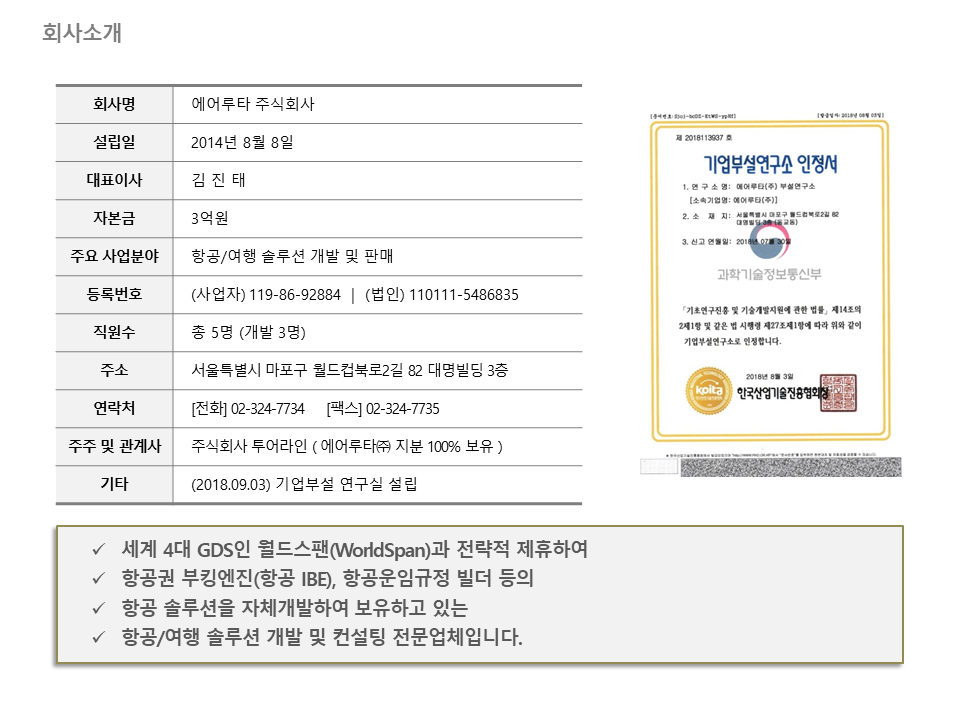 회사소개
회사명 에어루타 주식회사
설립일 2014년 8월 8일
대표이사 김 진 태
자본금 3억원
주요 사업분야 항공/여행 솔루션 개발 및 판매
등록번호 (사업자) 119-86-92884 | (법인) 110111-5486835
직원수 총 5명 (개발 3명)
주소 서울특별시 마포구 월드컵북로2길 82 대명빌딩 3층
연락처 [전화] 02-324-7734 [팩스] 02-324-7735
주주 및 관계사 주식회사 투어라인 ( 에어루타㈜ 지분 100% 보유 )
기타 (2018.09.03) 기업부설 연구실 설립
[발급일자: 2018년 08월 03일]
제 2018113937 호
기업부설연구소 인정서
1. 연 구 소 명: 에어루타(주) 부설연구소
[소속기업명: 에어루타(주)]
2. 소 재 지: 서울특별시 마포구 월드컵북로2길 82
대명빌딩 3층 (동교동)
3. 신고 연월일: 2018년 07월 30일
과학기술정보통신부
「기초연구진흥 및 기술개발지원에 관한 법률」 제14조의
2제1항 및 같은 법 시행령 제27조제1항에 따라 위와 같이
기업부설연구소로 인정합니다.
2018년 8월 3일
koita
한국산업기술진흥협회장
✓ 세계 4대 GDS인 월드스팬(WorldSpan)과 전략적 제휴하여
✓ 항공권 부킹엔진(항공 IBE), 항공운임규정 빌더 등의
✓ 항공 솔루션을 자체개발하여 보유하고 있는
✓ 항공/여행 솔루션 개발 및 컨설팅 전문업체입니다.